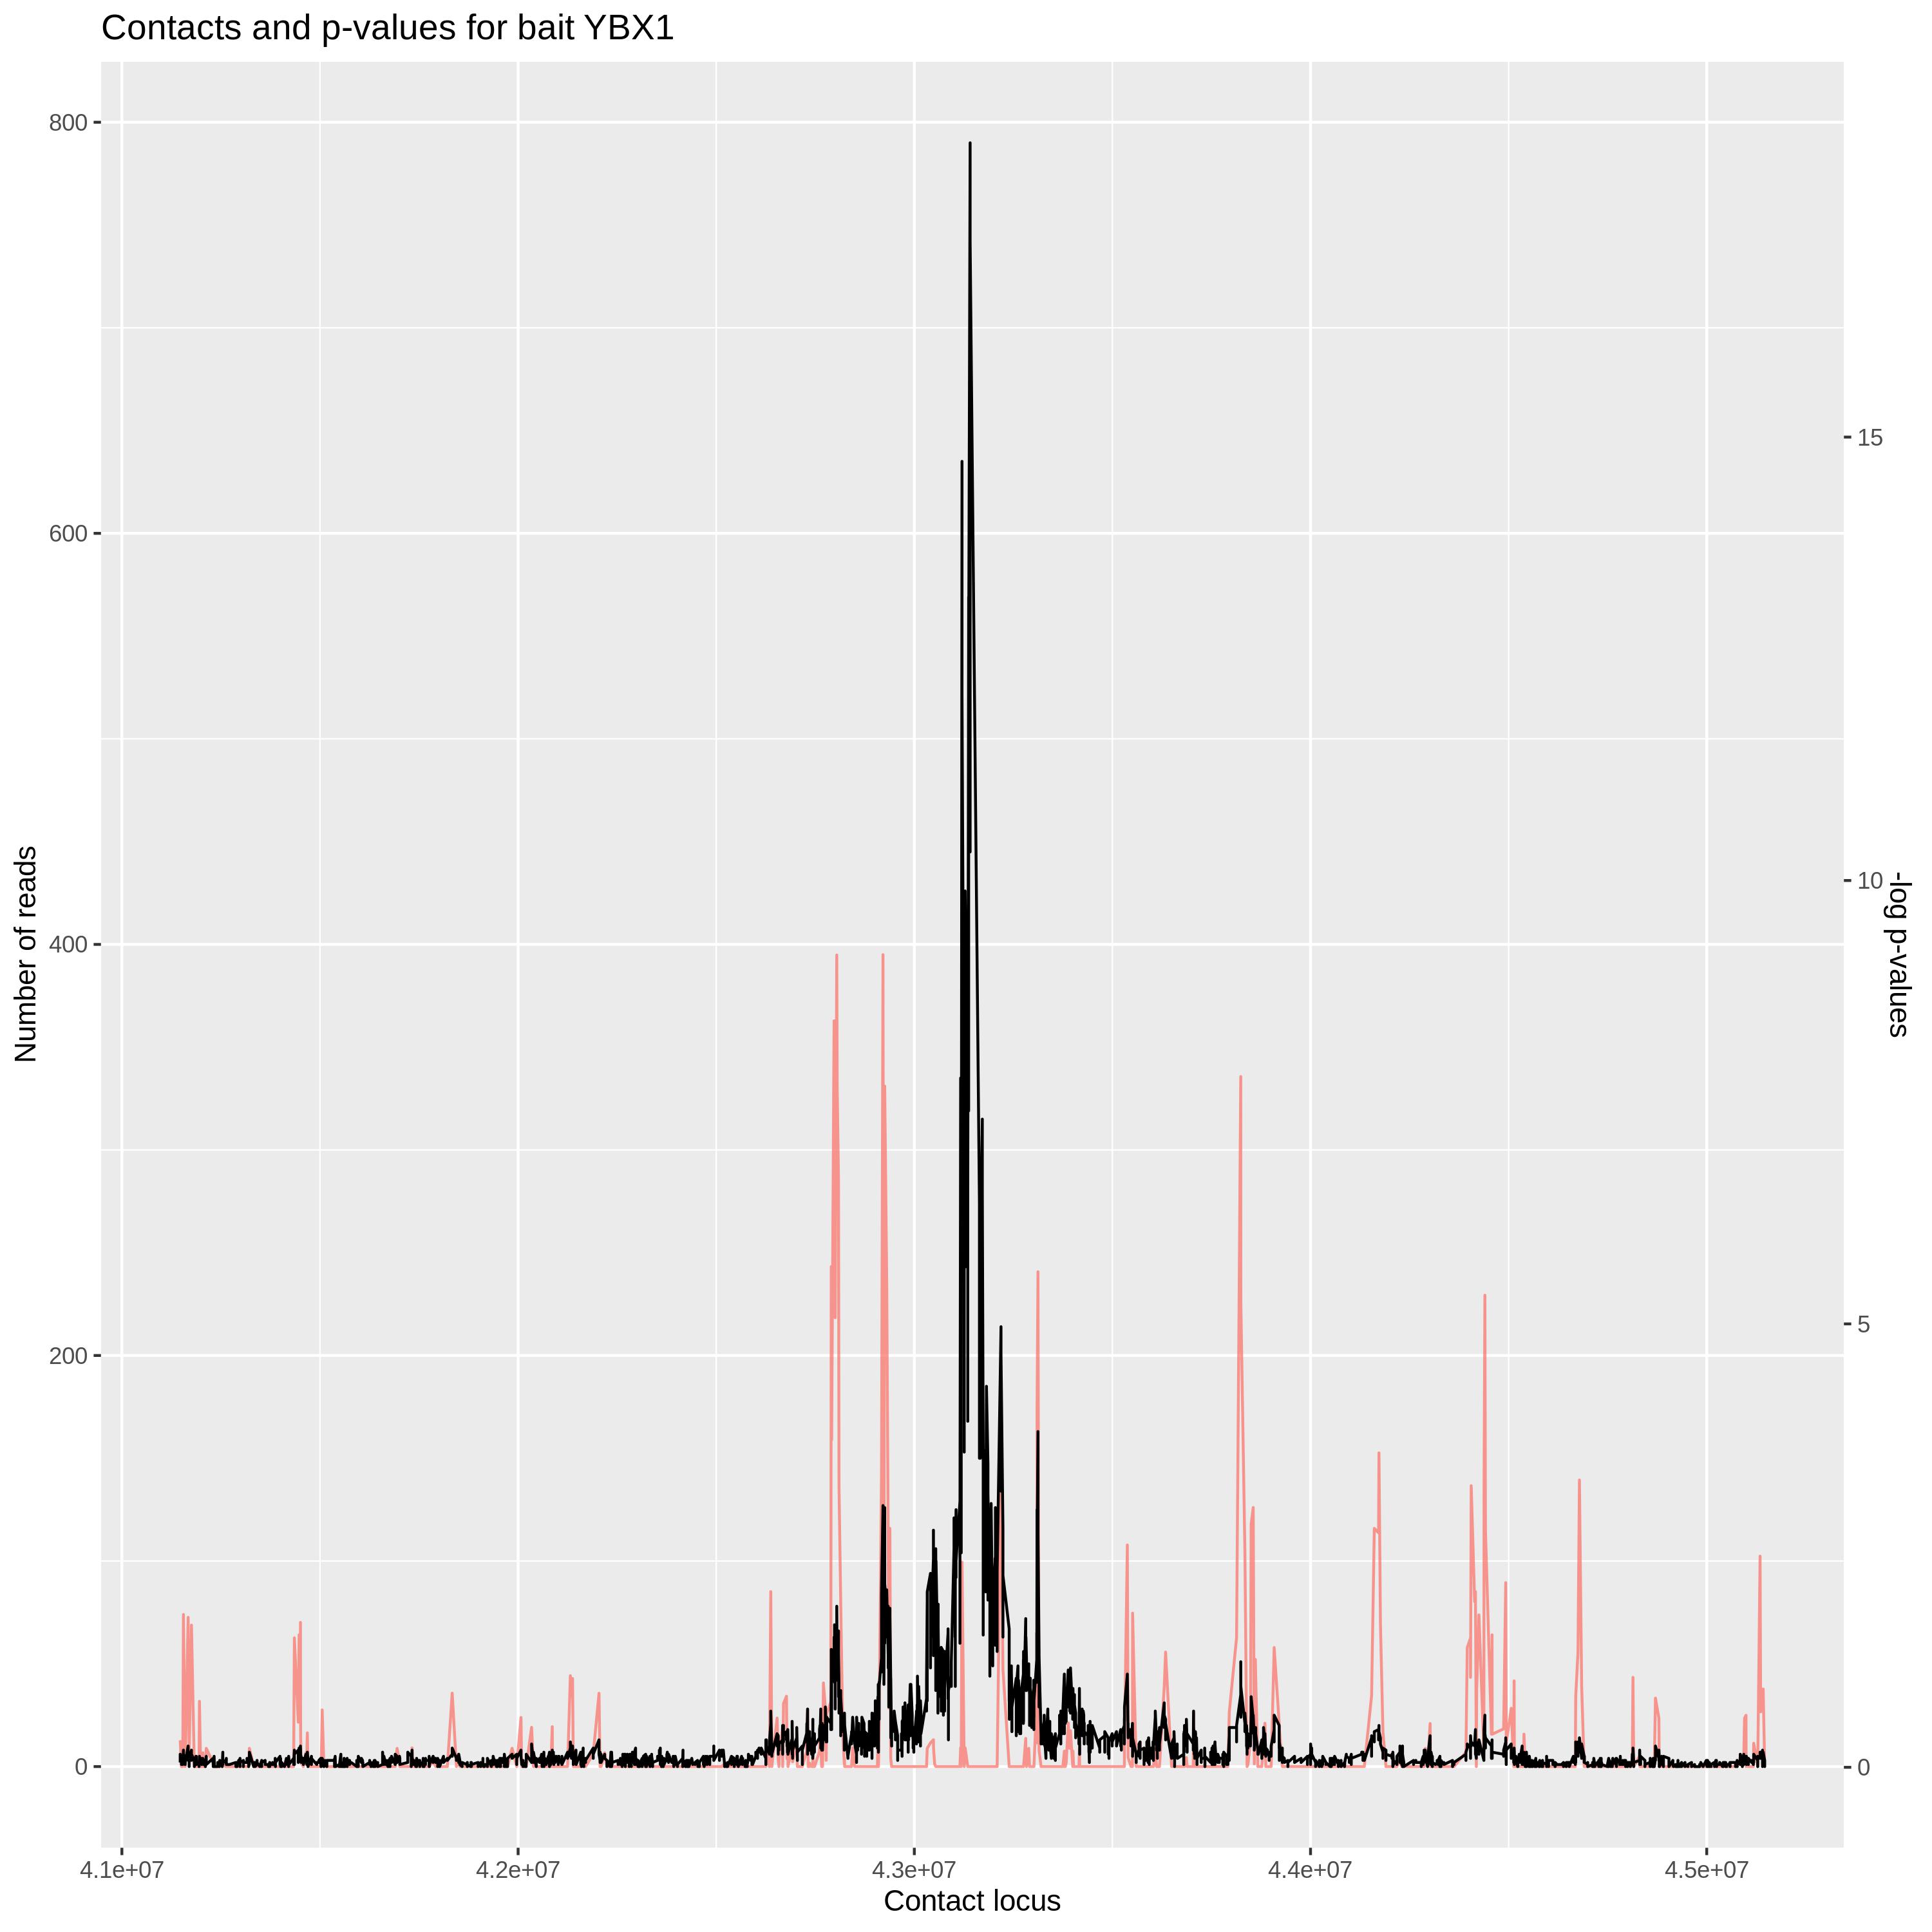 Contacts and p-values for bait YBX1
800
600
400
200
0
15
10
5
0
Number of reads
-log p-values
4.1e+07 4.2e+07 4.3e+07 4.4e+07 4.5e+07
Contact locus